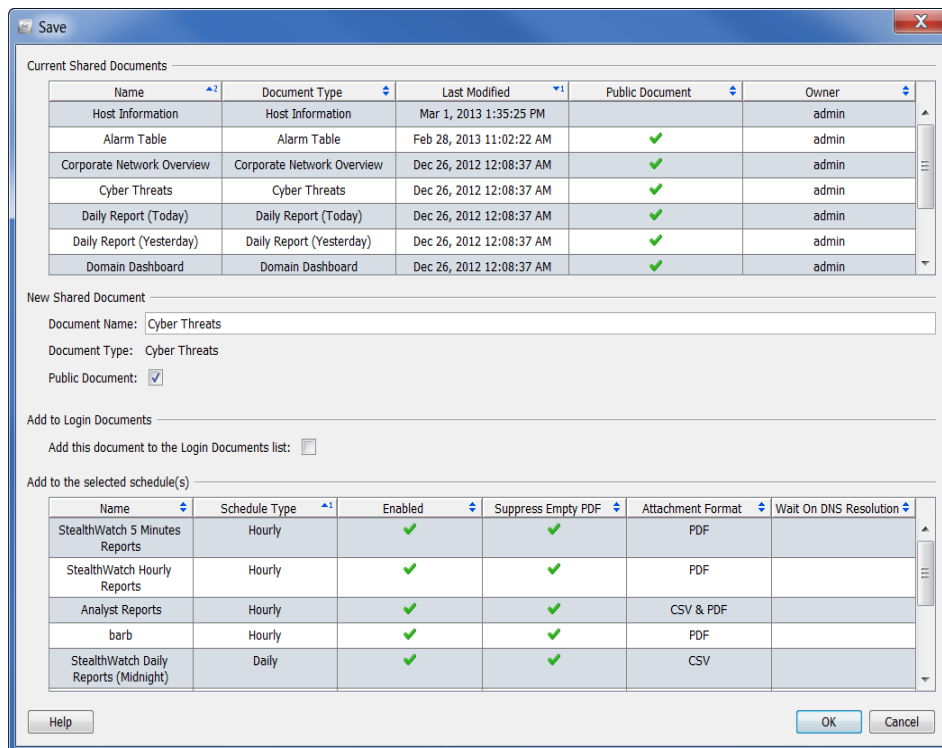 Save
Current Shared Documents
Name 2 Document Type Last Modified 1 Public Document Owner
Host Information Host Information Mar 1, 2013 1:35:25 PM admin
Alarm Table Alarm Table Feb 28, 2013 11:02:22 AM admin
Corporate Network Overview Corporate Network Overview Dec 26, 2012 12:08:37 AM admin
Cyber Threats Cyber Threats Dec 26, 2012 12:08:37 AM admin
Daily Report (Today) Daily Report (Today) Dec 26, 2012 12:08:37 AM admin
Daily Report (Yesterday) Daily Report (Yesterday) Dec 26, 2012 12:08:37 AM admin
Domain Dashboard Domain Dashboard Dec 26, 2012 12:08:37 AM admin
New Shared Document
Document Name: Cyber Threats
Document Type: Cyber Threats
Public Document:
Add to Login Documents
Add this document to the Login Documents list:
Add to the selected schedule(s)
Name Schedule Type 1 Enabled Suppress Empty PDF Attachment Format Wait On DNS Resolution
StealthWatch 5 Minutes Hourly PDF
Reports
StealthWatch Hourly Hourly PDF
Reports
Analyst Reports Hourly CSV & PDF
barb Hourly PDF
StealthWatch Daily Daily CSV
Reports (Midnight)
Help OK Cancel